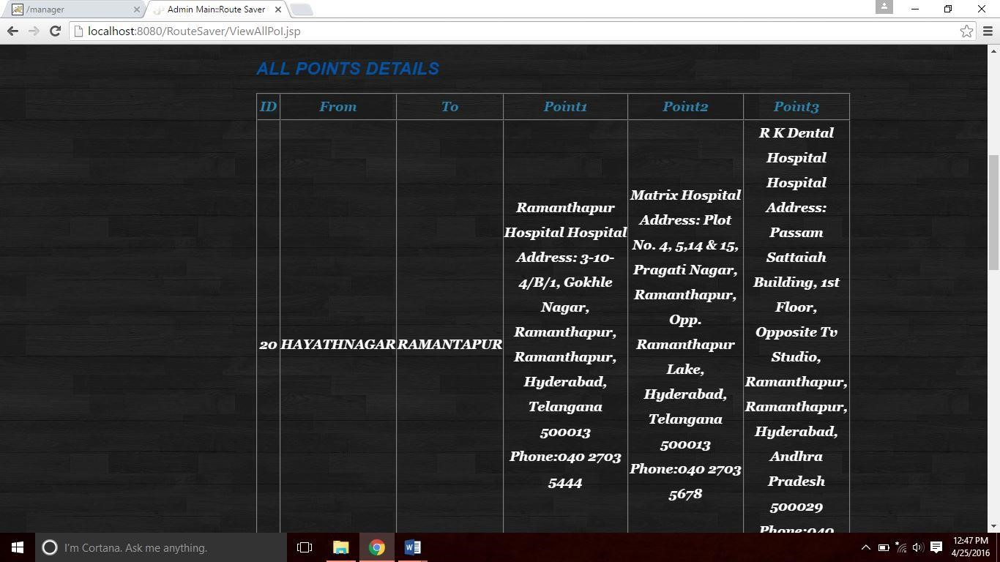 /manager
Admin Main::Route Saver
localhost:8080/RouteSaver/ViewAllPoI.jsp
ALL POINTS DETAILS
ID From To Point1 Point2 Point3
20
HAYATHNAGAR
RAMANTAPUR
Ramanthapur
Hospital Hospital
Address: 3-10-
4/B/1, Gokhle
Nagar,
Ramanthapur,
Ramanthapur,
Hyderabad,
Telangana
500013
Phone:040 2703
5444
Matrix Hospital
Address: Plot
No. 4, 5,14 & 15,
Pragati Nagar,
Ramanthapur,
Opp.
Ramanthapur
Lake,
Hyderabad,
Telangana
500013
Phone:040 2703
5678
R K Dental
Hospital
Hospital
Address:
Passam
Sattaiah
Building, 1st
Floor,
Opposite Tv
Studio,
Ramanthapur,
Ramanthapur,
Hyderabad,
Andhra
Pradesh
500029
Phone:040
I'm Cortana. Ask me anything.
12:47 PM
4/25/2016